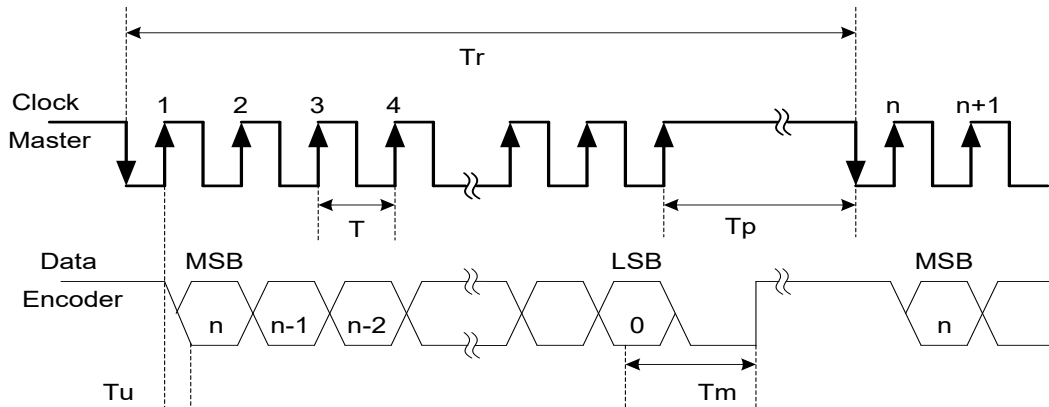 Tr
Clock
Master
1 2 3 4 n n+1
T Tp
Data
Encoder
MSB LSB MSB
n n-1 n-2 0 n
Tu Tm